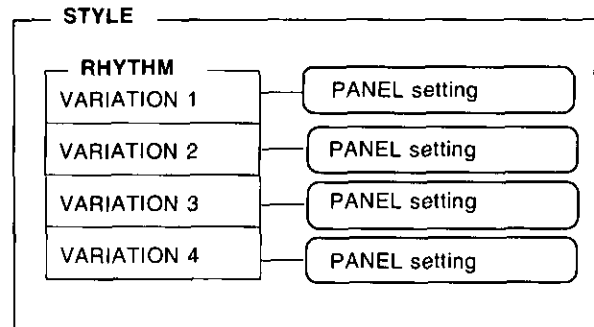 STYLE
RHYTHM
VARIATION 1 PANEL setting
VARIATION 2 PANEL setting
VARIATION 3 PANEL setting
VARIATION 4 PANEL setting